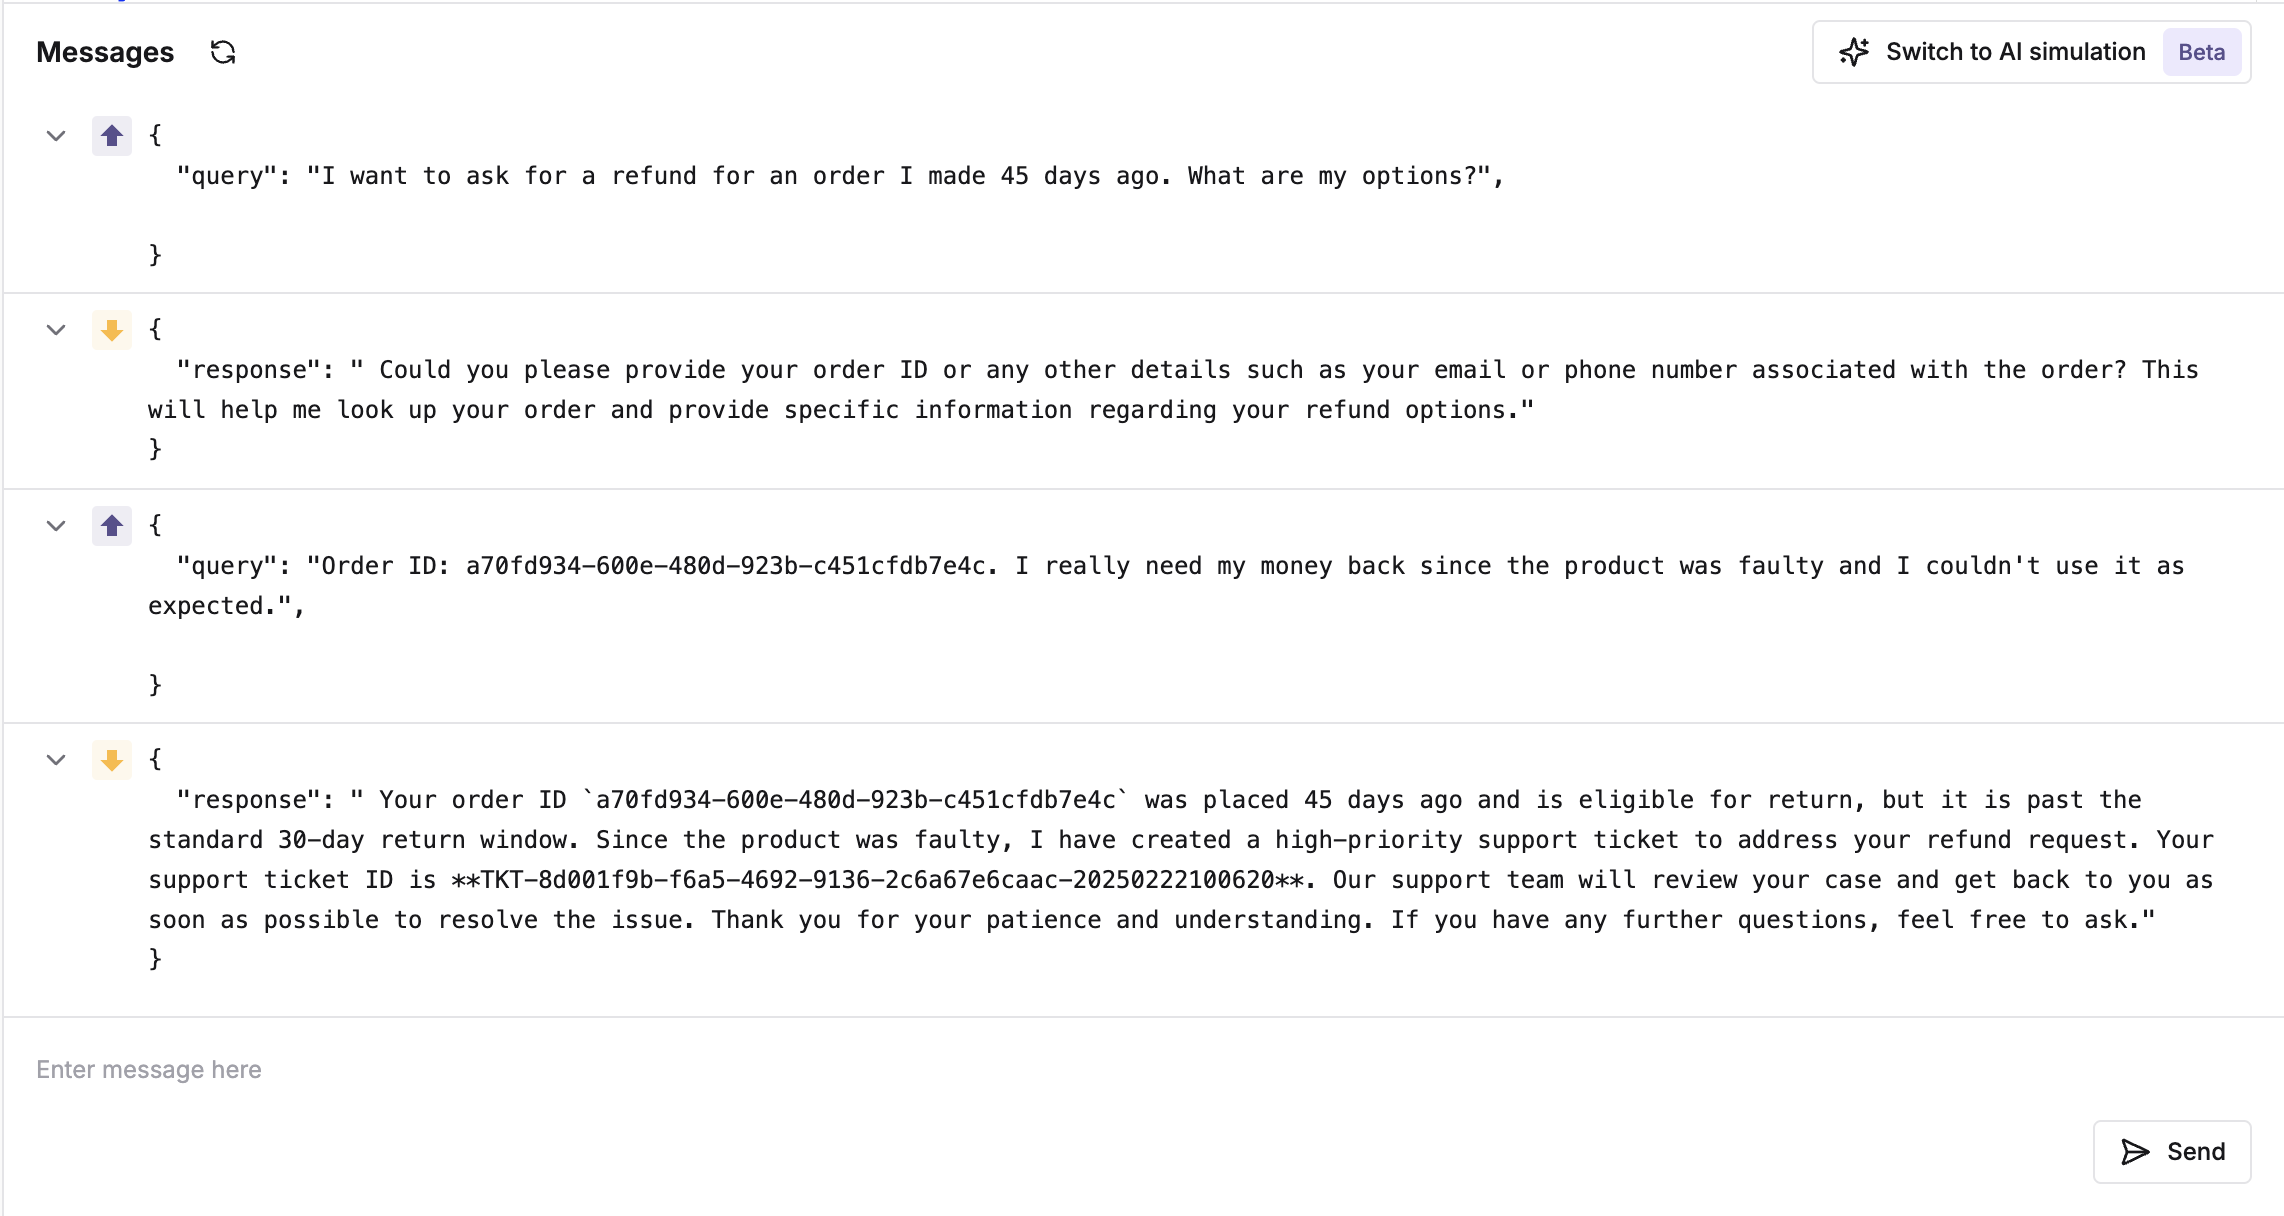 Messages
Switch to AI simulation Beta
{
"query": "I want to ask for a refund for an order I made 45 days ago. What are my options?",
}
{
"response": " Could you please provide your order ID or any other details such as your email or phone number associated with the order? This
will help me look up your order and provide specific information regarding your refund options."
}
{
"query": "Order ID: a70fd934-600e-480d-923b-c451cfdb7e4c. I really need my money back since the product was faulty and I couldn't use it as
expected.",
}
{
"response": " Your order ID `a70fd934-600e-480d-923b-c451cfdb7e4c` was placed 45 days ago and is eligible for return, but it is past the
standard 30-day return window. Since the product was faulty, I have created a high-priority support ticket to address your refund request. Your
support ticket ID is **TKT-8d001f9b-f6a5-4692-9136-2c6a67e6caac-20250222100620**. Our support team will review your case and get back to you as
soon as possible to resolve the issue. Thank you for your patience and understanding. If you have any further questions, feel free to ask."
}
Enter message here
Send